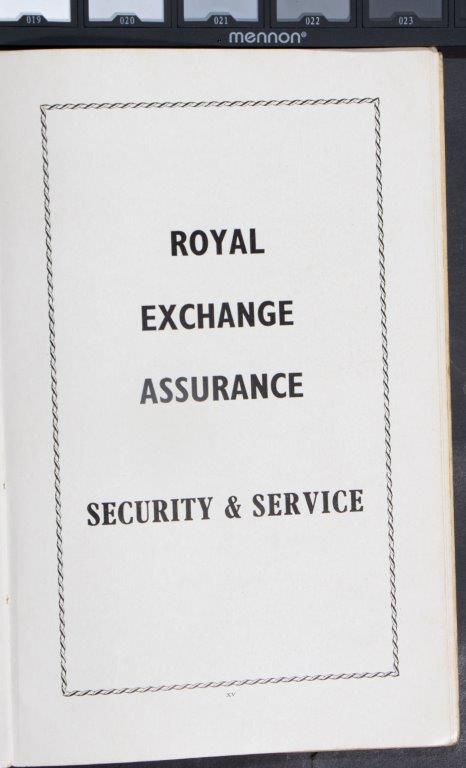 019 020 021 022 023
mennon®
ROYAL
EXCHANGE
ASSURANCE
SECURITY & SERVICE
xv